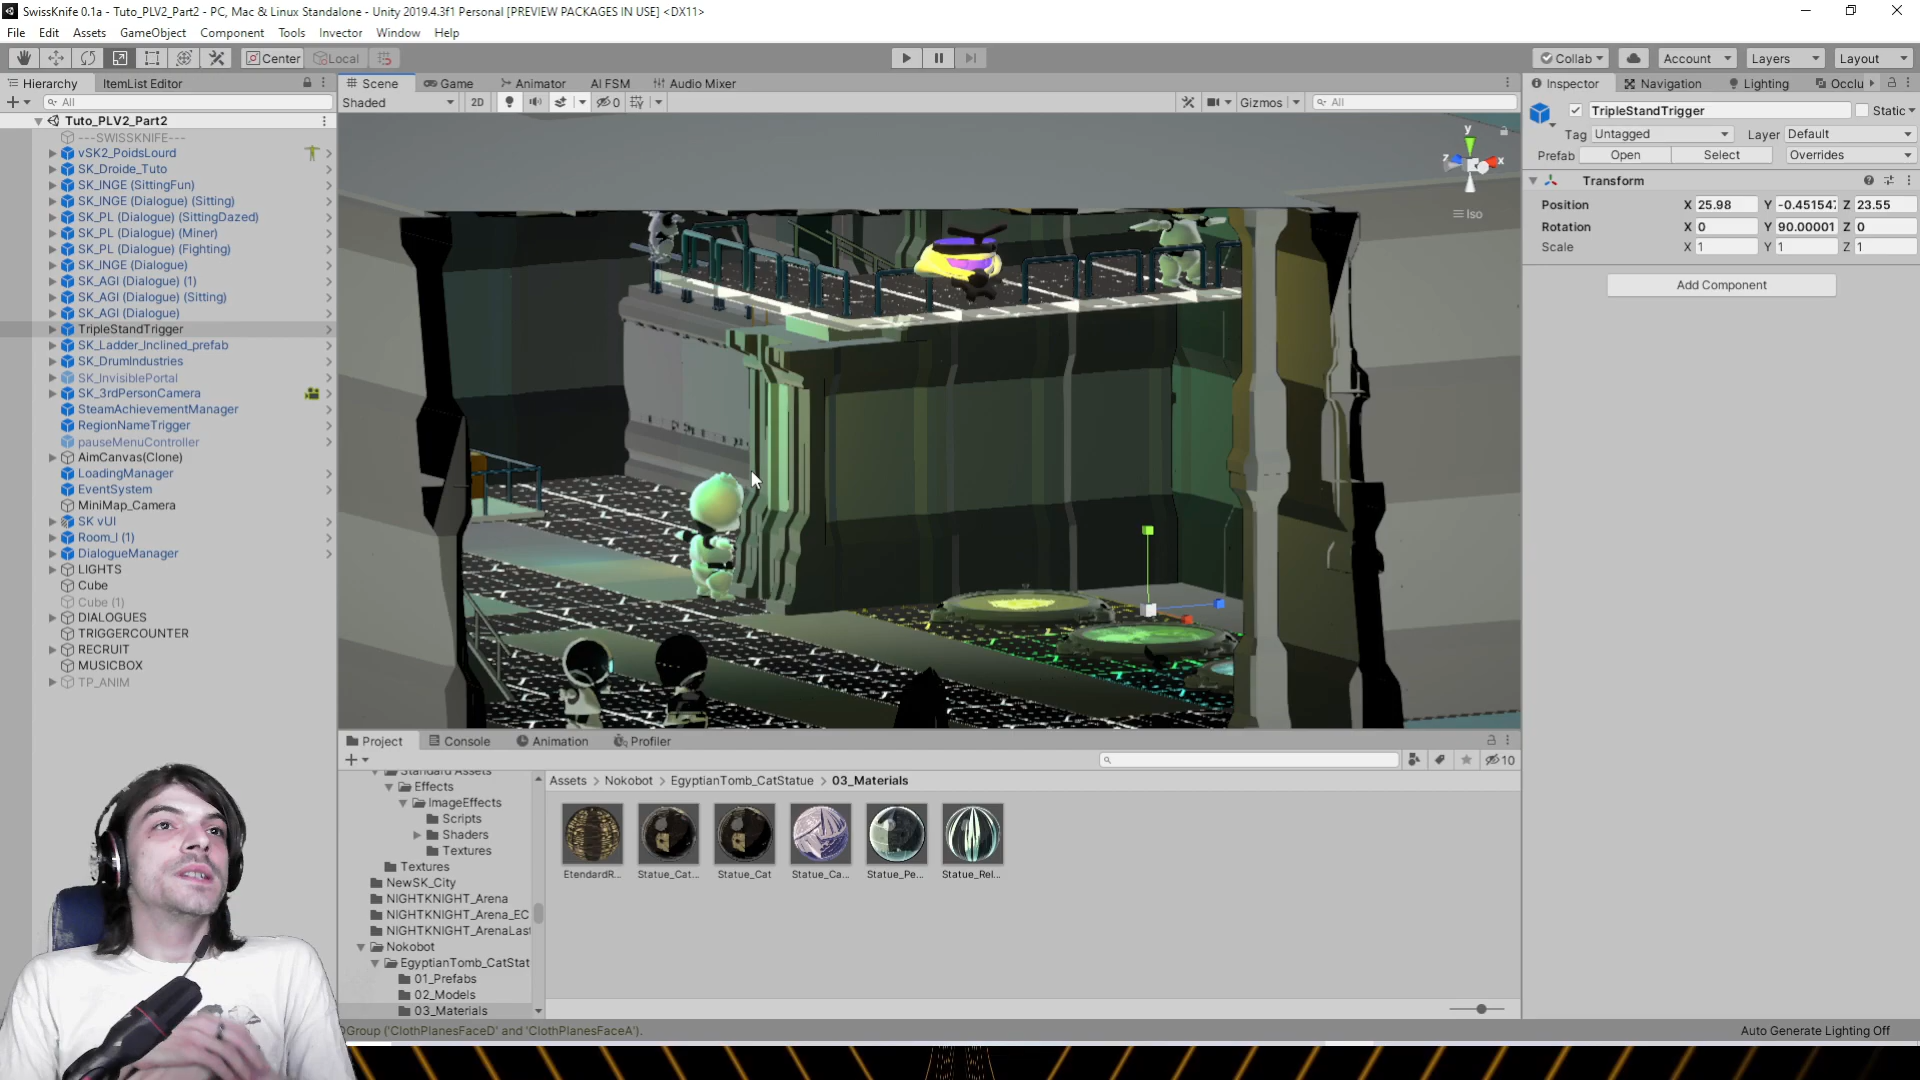 SwissKnife 0.1a - Tuto_PLV2_Part2 - PC, Mac & Linux Standalone - Unity 2019.4.3f1 Personal [PREVIEW PACKAGES IN USE] <DX11>
File Edit Assets GameObject Component Tools Invector Window Help
Center Local Collab Account Layers Layout
Hierarchy ItemList Editor Scene Game Animator AI FSM Audio Mixer Inspector Navigation Lighting Occlu
All Shaded 2D 0 Gizmos All
TripleStandTrigger Static
Tag Untagged Layer Default
Prefab Open Select Overrides
Transform
Position X 25.98 Y -0.451547 Z 23.55
Rotation X 0 Y 90.00001 Z 0
Scale X 1 Y 1 Z 1
Add Component
y
z x
Iso
Tuto_PLV2_Part2
---SWISSKNIFE---
vSK2_PoidsLourd
SK_Droide_Tuto
SK_INGE (SittingFun)
SK_INGE (Dialogue) (Sitting)
SK_PL (Dialogue) (SittingDazed)
SK_PL (Dialogue) (Miner)
SK_PL (Dialogue) (Fighting)
SK_INGE (Dialogue)
SK_AGI (Dialogue) (1)
SK_AGI (Dialogue) (Sitting)
SK_AGI (Dialogue)
TripleStandTrigger
SK_Ladder_Inclined_prefab
SK_DrumIndustries
SK_InvisiblePortal
SK_3rdPersonCamera
SteamAchievementManager
RegionNameTrigger
pauseMenuController
AimCanvas(Clone)
LoadingManager
EventSystem
MiniMap_Camera
SK vUI
Room_I (1)
DialogueManager
LIGHTS
Cube
Cube (1)
DIALOGUES
TRIGGERCOUNTER
RECRUIT
MUSICBOX
TP_ANIM
Project Console Animation Profiler
10
Standard Assets
Effects
ImageEffects
Scripts
Shaders
Textures
Textures
NewSK_City
NIGHTKNIGHT_Arena
NIGHTKNIGHT_Arena_EC
NIGHTKNIGHT_ArenaLast
Nokobot
EgyptianTomb_CatStat
01_Prefabs
02_Models
03_Materials
Assets > Nokobot > EgyptianTomb_CatStatue > 03_Materials
EtendardR... Statue_Cat... Statue_Cat Statue_Ca... Statue_Pe... Statue_Rel...
DGroup ('ClothPlanesFaceD' and 'ClothPlanesFaceA').
Auto Generate Lighting Off